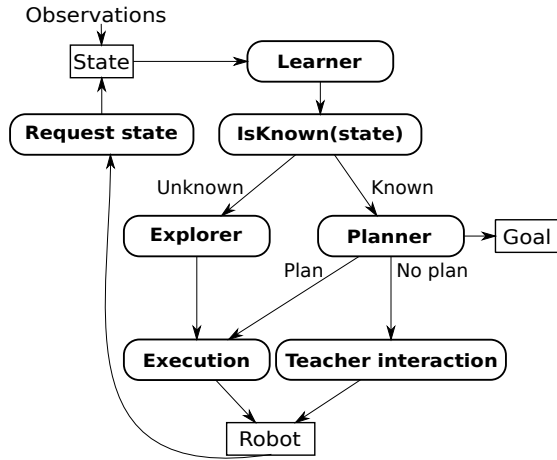 Observations
State
Learner
Request state
IsKnown(state)
Unknown
Known
Explorer
Planner
Goal
Plan
No plan
Execution
Teacher interaction
Robot